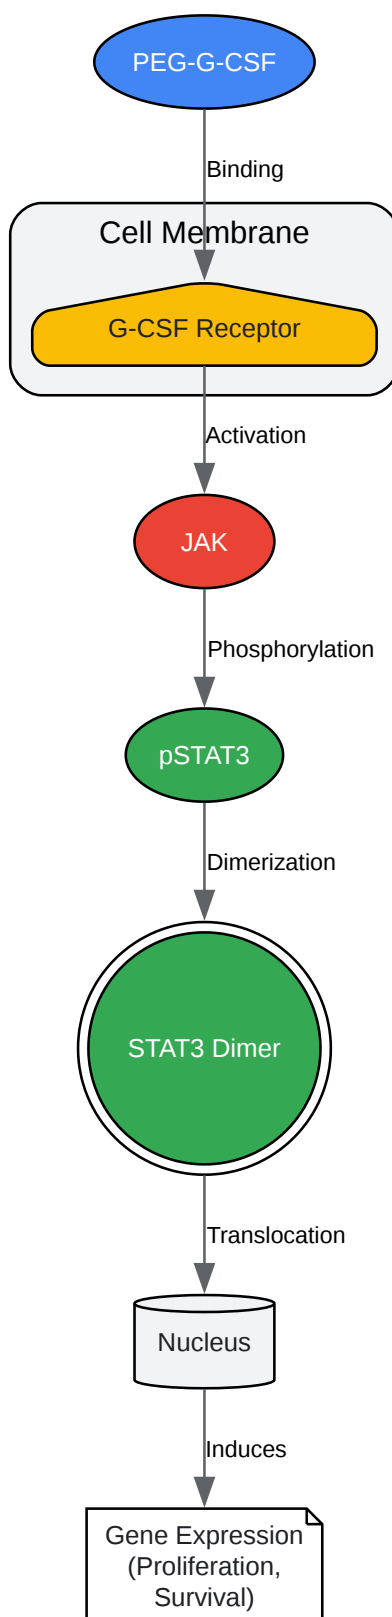 PEG-G-CSF
Binding
Cell Membrane
G-CSF Receptor
Activation
JAK
Phosphorylation
pSTAT3
Dimerization
STAT3 Dimer
Translocation
Nucleus
Induces
Gene Expression
(Proliferation,
Survival)